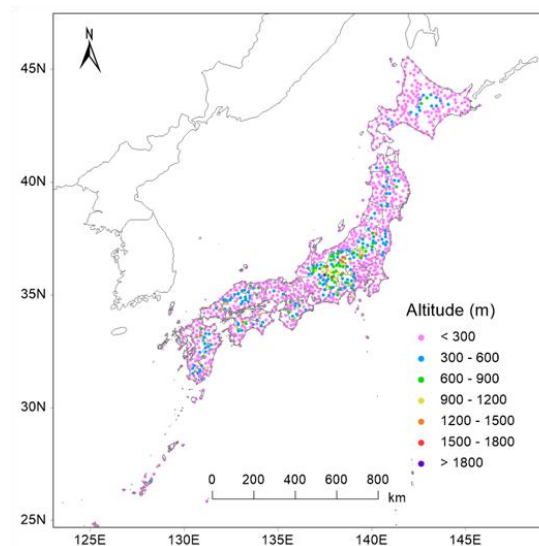 N
45N
40N
35N
30N
25N
125E
130E
135E
140E
145E
Altitude (m)
< 300
300 - 600
600 - 900
900 - 1200
1200 - 1500
1500 - 1800
> 1800
0 200 400 600 800
km